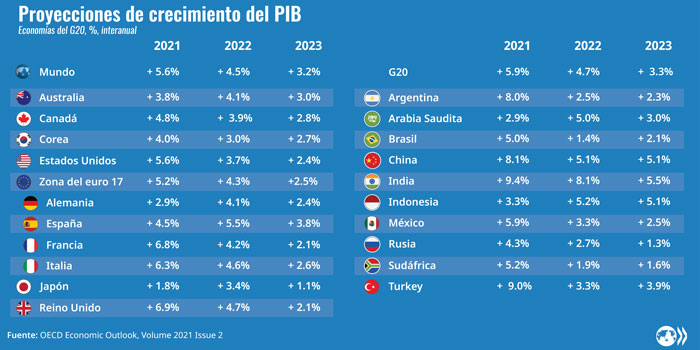 Proyecciones de crecimiento del PIB
Economías del G20, %, interanual
2021 2022 2023
Mundo + 5.6% + 4.5% + 3.2%
Australia + 3.8% + 4.1% + 3.0%
Canadá + 4.8% + 3.9% + 2.8%
Corea + 4.0% + 3.0% + 2.7%
Estados Unidos + 5.6% + 3.7% + 2.4%
Zona del euro 17 + 5.2% + 4.3% +2.5%
Alemania + 2.9% + 4.1% + 2.4%
España + 4.5% + 5.5% + 3.8%
Francia + 6.8% + 4.2% + 2.1%
Italia + 6.3% + 4.6% + 2.6%
Japón + 1.8% + 3.4% + 1.1%
Reino Unido + 6.9% + 4.7% + 2.1%
2021 2022 2023
G20 + 5.9% + 4.7% + 3.3%
Argentina + 8.0% + 2.5% + 2.3%
Arabia Saudita + 2.9% + 5.0% + 3.0%
Brasil + 5.0% + 1.4% + 2.1%
China + 8.1% + 5.1% + 5.1%
India + 9.4% + 8.1% + 5.5%
Indonesia + 3.3% + 5.2% + 5.1%
México + 5.9% + 3.3% + 2.5%
Rusia + 4.3% + 2.7% + 1.3%
Sudáfrica + 5.2% + 1.9% + 1.6%
Turkey + 9.0% + 3.3% + 3.9%
Fuente: OECD Economic Outlook, Volume 2021 Issue 2